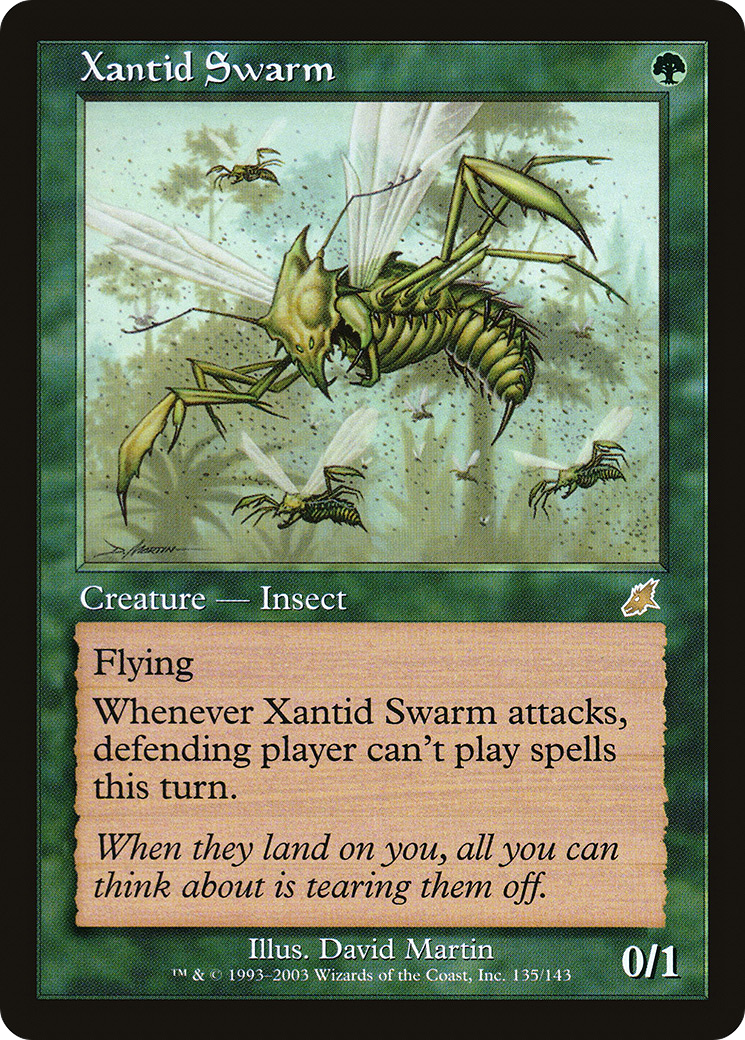 Xantid Swarm
D. MARTIN
Creature — Insect
Flying
Whenever Xantid Swarm attacks,
defending player can't play spells
this turn.
When they land on you, all you can
think about is tearing them off.
Illus. David Martin
™ & © 1993–2003 Wizards of the Coast, Inc. 135/143
0/1